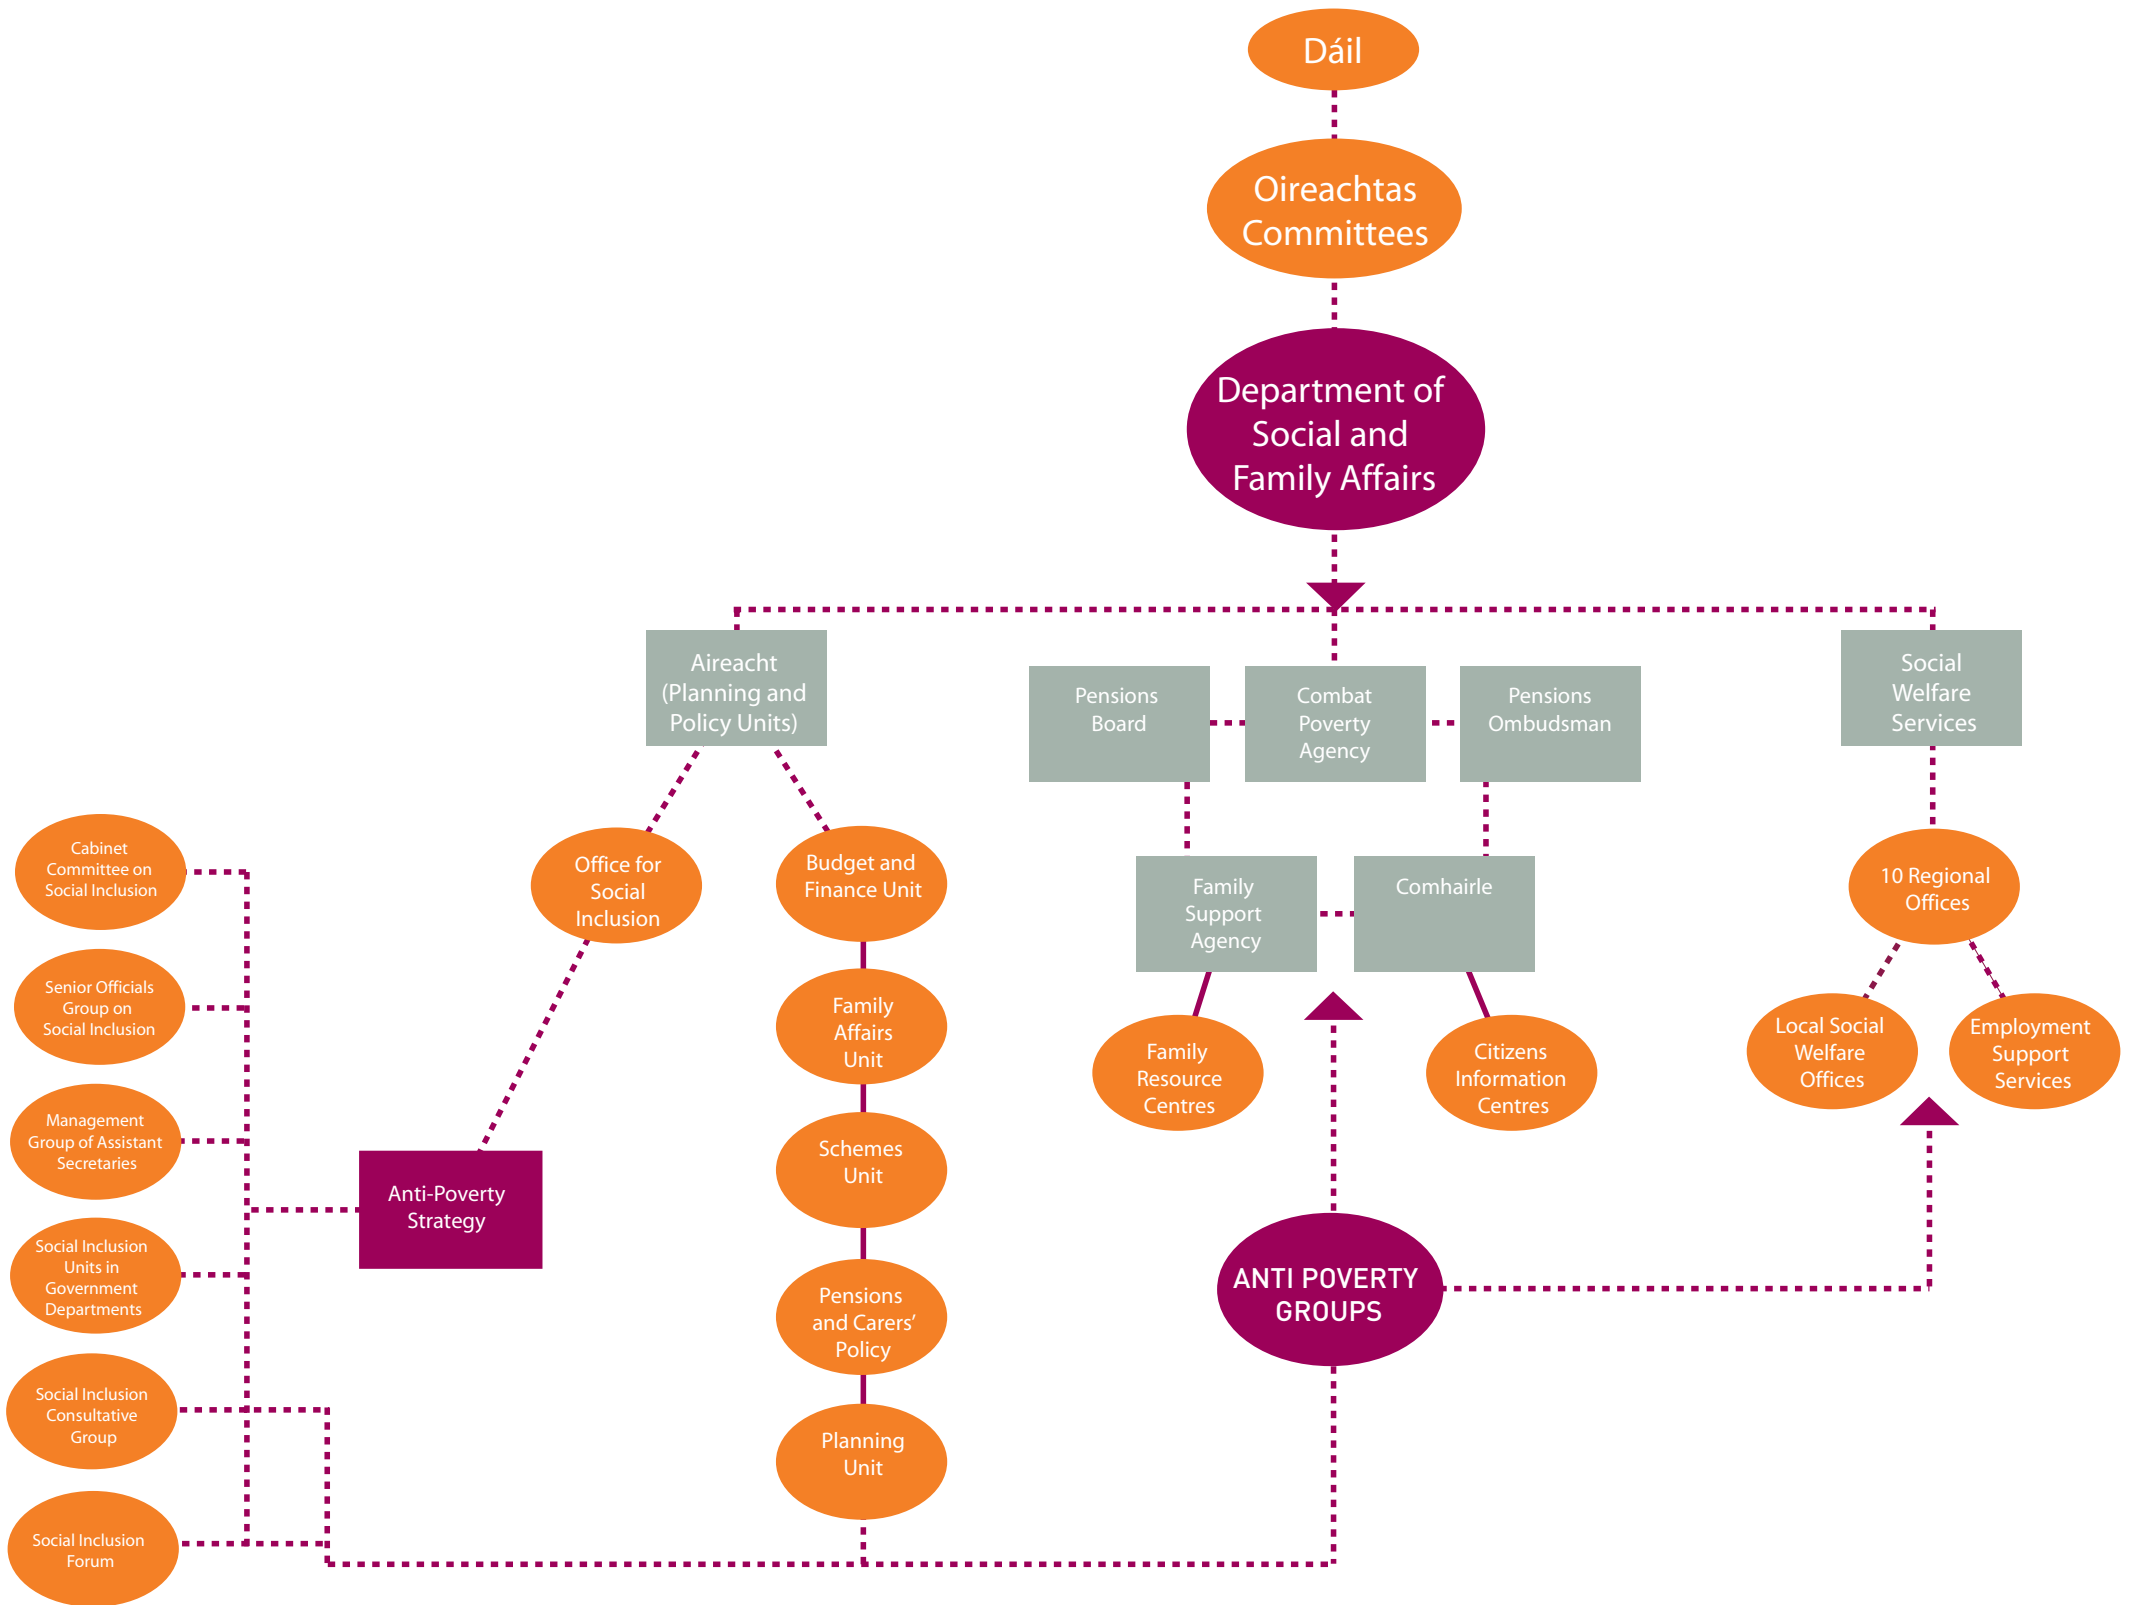 Dáil
Oireachtas
Committees
Department of
Social and
Family Affairs
Aireacht
(Planning and
Policy Units)
Pensions
Board
Combat
Poverty
Agency
Pensions
Ombudsman
Social
Welfare
Services
Cabinet
Committee on
Social Inclusion
Office for
Social
Inclusion
Budget and
Finance Unit
Family
Support
Agency
Comhairle
10 Regional
Offices
Senior Officials
Group on
Social Inclusion
Family
Affairs
Unit
Family
Resource
Centres
Citizens
Information
Centres
Local Social
Welfare
Offices
Employment
Support
Services
Management
Group of Assistant
Secretaries
Schemes
Unit
Anti-Poverty
Strategy
Social Inclusion
Units in
Government
Departments
Pensions
and Carers’
Policy
ANTI POVERTY
GROUPS
Social Inclusion
Consultative
Group
Planning
Unit
Social Inclusion
Forum